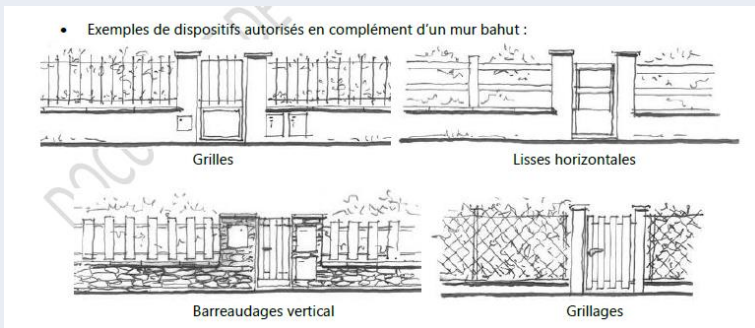 • Exemples de dispositifs autorisés en complément d'un mur bahut :
Grilles
Lisses horizontales
Barreaudages vertical
Grillages